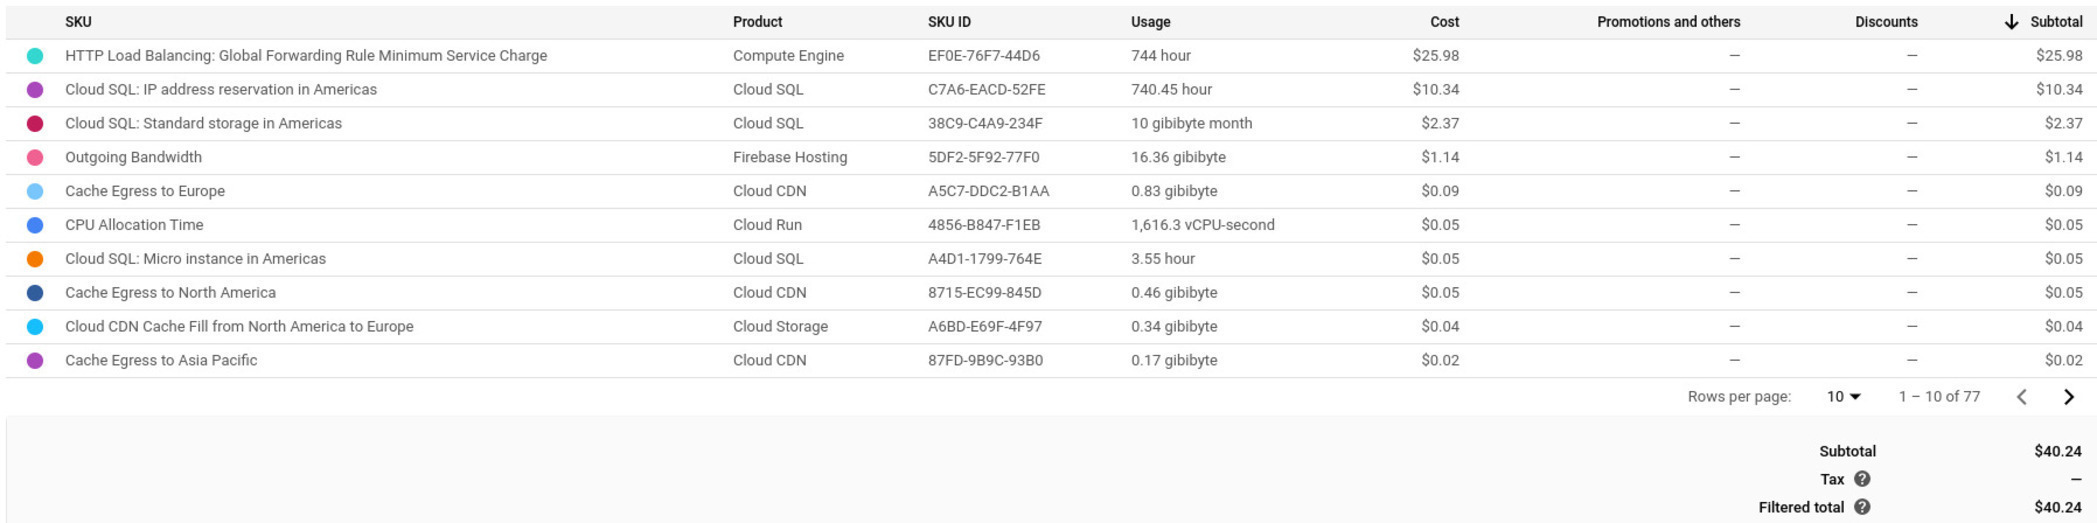 SKU Product SKU ID Usage Cost Promotions and others Discounts ↓ Subtotal
HTTP Load Balancing: Global Forwarding Rule Minimum Service Charge Compute Engine EF0E-76F7-44D6 744 hour $25.98 — — $25.98
Cloud SQL: IP address reservation in Americas Cloud SQL C7A6-EACD-52FE 740.45 hour $10.34 — — $10.34
Cloud SQL: Standard storage in Americas Cloud SQL 38C9-C4A9-234F 10 gibibyte month $2.37 — — $2.37
Outgoing Bandwidth Firebase Hosting 5DF2-5F92-77F0 16.36 gibibyte $1.14 — — $1.14
Cache Egress to Europe Cloud CDN A5C7-DDC2-B1AA 0.83 gibibyte $0.09 — — $0.09
CPU Allocation Time Cloud Run 4856-B847-F1EB 1,616.3 vCPU-second $0.05 — — $0.05
Cloud SQL: Micro instance in Americas Cloud SQL A4D1-1799-764E 3.55 hour $0.05 — — $0.05
Cache Egress to North America Cloud CDN 8715-EC99-845D 0.46 gibibyte $0.05 — — $0.05
Cloud CDN Cache Fill from North America to Europe Cloud Storage A6BD-E69F-4F97 0.34 gibibyte $0.04 — — $0.04
Cache Egress to Asia Pacific Cloud CDN 87FD-9B9C-93B0 0.17 gibibyte $0.02 — — $0.02
Rows per page: 10 1 – 10 of 77
Subtotal $40.24
Tax ? —
Filtered total ? $40.24